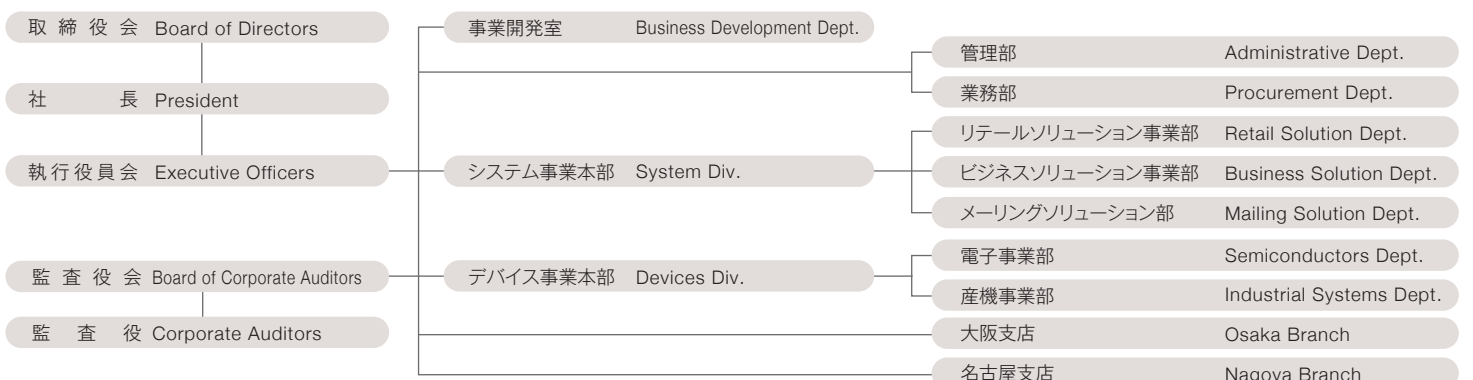 取締役会 Board of Directors
社長 President
執行役員会 Executive Officers
監査役会 Board of Corporate Auditors
監査役 Corporate Auditors
事業開発室 Business Development Dept.
システム事業本部 System Div.
デバイス事業本部 Devices Div.
管理部 Administrative Dept.
業務部 Procurement Dept.
リテールソリューション事業部 Retail Solution Dept.
ビジネスソリューション事業部 Business Solution Dept.
メーリングソリューション部 Mailing Solution Dept.
電子事業部 Semiconductors Dept.
産機事業部 Industrial Systems Dept.
大阪支店 Osaka Branch
名古屋支店 Nagoya Branch